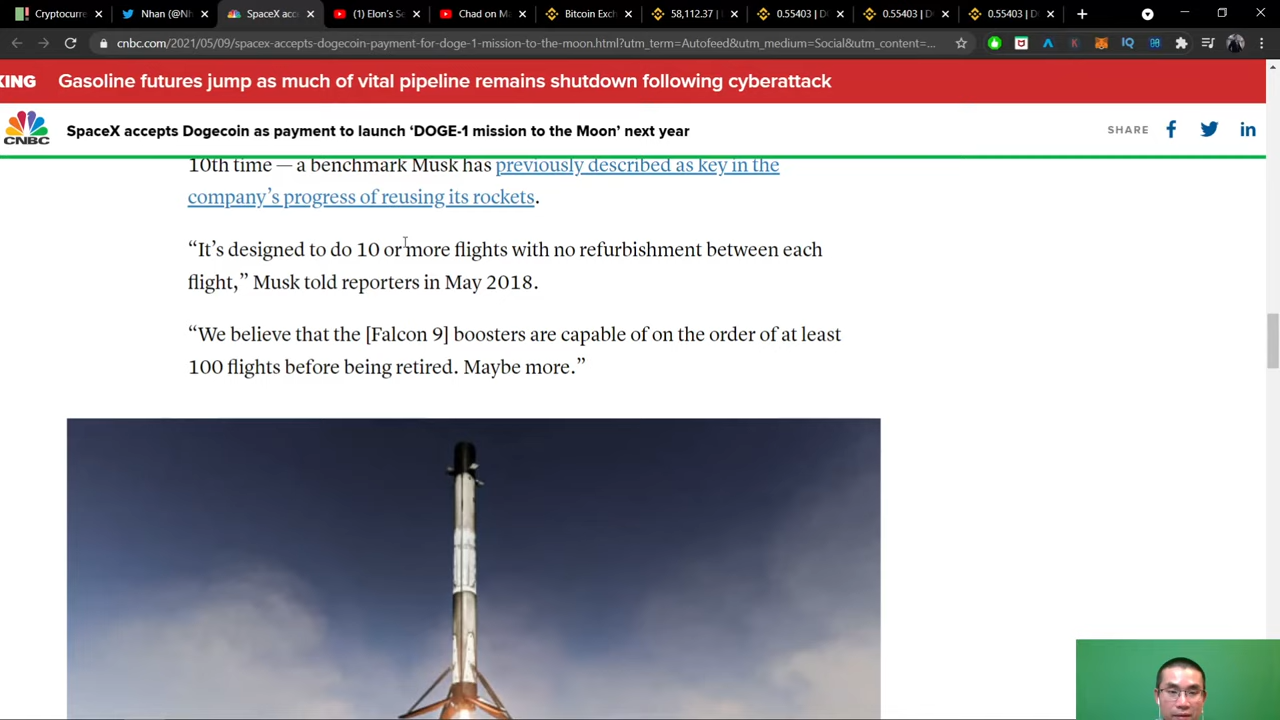 Cryptocurre
Nhan (@Nh
SpaceX acc
(1) Elon's Se
Chad on M
Bitcoin Exch
58,112.37 |
0.55403 | D
0.55403 | D
0.55403 | D
cnbc.com/2021/05/09/spacex-accepts-dogecoin-payment-for-doge-1-mission-to-the-moon.html?utm_term=Autofeed&utm_medium=Social&utm_content=...
KING Gasoline futures jump as much of vital pipeline remains shutdown following cyberattack
CNBC
SpaceX accepts Dogecoin as payment to launch ‘DOGE-1 mission to the Moon’ next year
SHARE
10th time — a benchmark Musk has previously described as key in the
company’s progress of reusing its rockets.
“It’s designed to do 10 or more flights with no refurbishment between each
flight,” Musk told reporters in May 2018.
“We believe that the [Falcon 9] boosters are capable of on the order of at least
100 flights before being retired. Maybe more.”